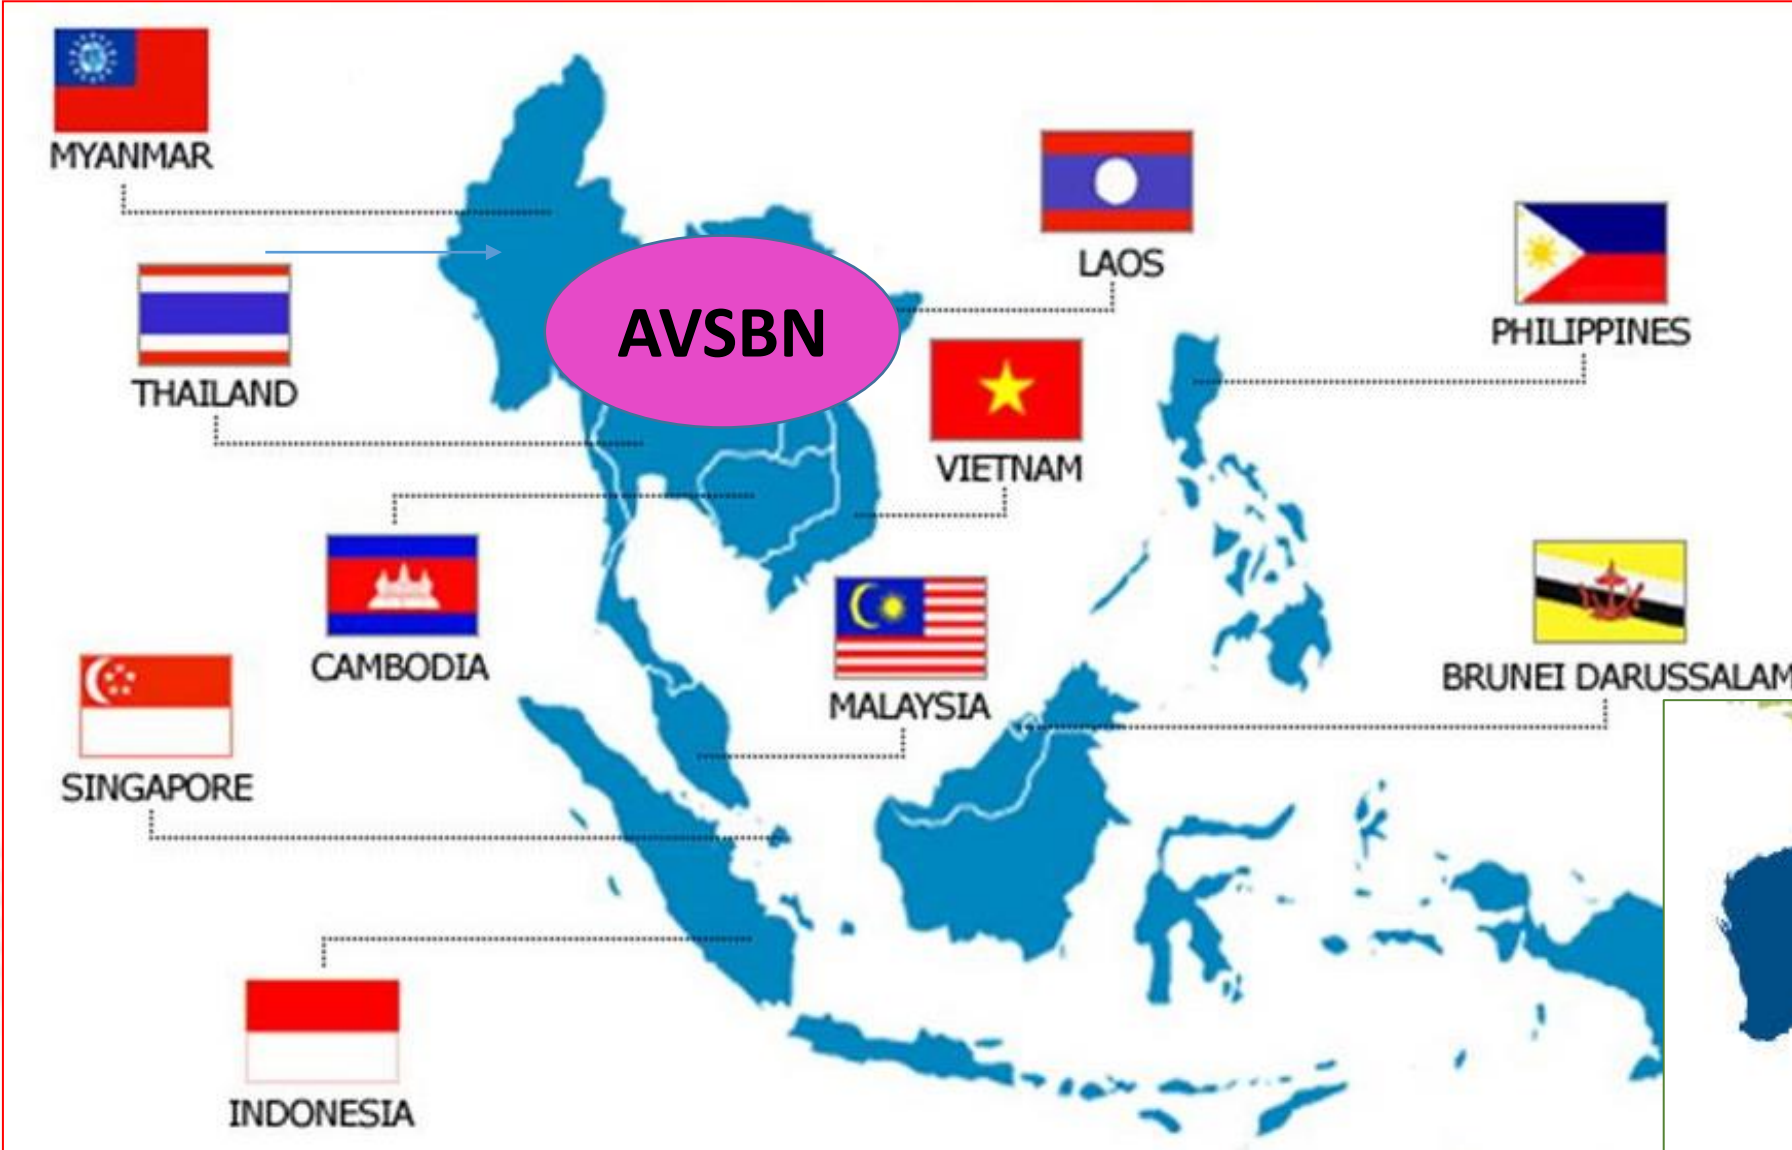 MYANMAR
LAOS
THAILAND
AVSBN
PHILIPPINES
VIETNAM
CAMBODIA
MALAYSIA
BRUNEI DARUSSALAM
SINGAPORE
INDONESIA